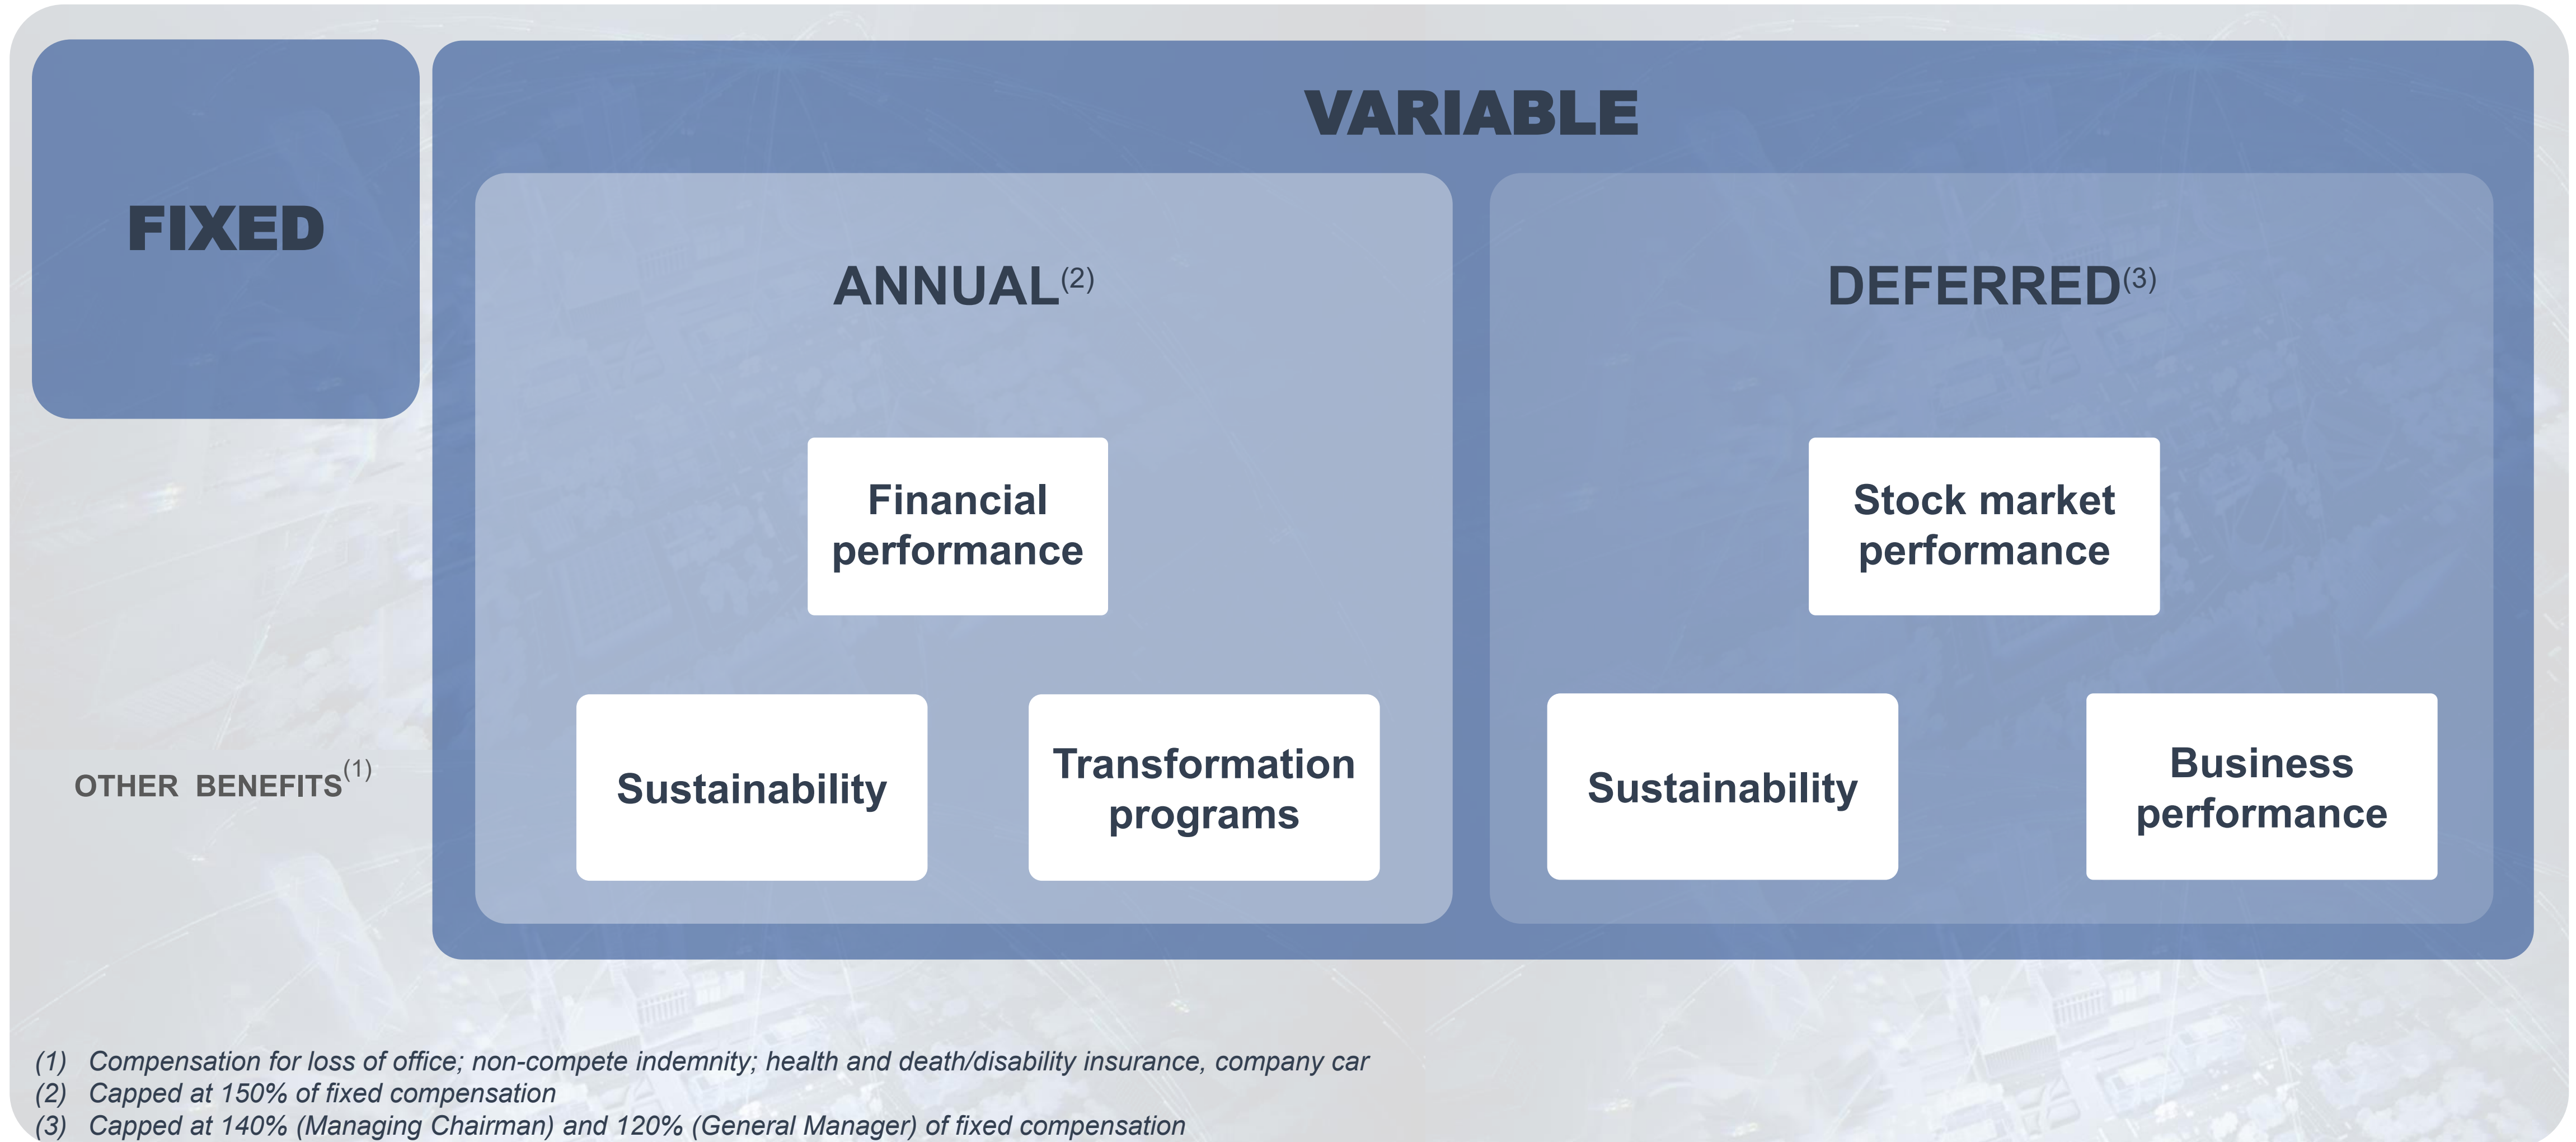 FIXED
VARIABLE
ANNUAL(2)
DEFERRED(3)
Financial
performance
Stock market
performance
Sustainability
Transformation
programs
Sustainability
Business
performance
OTHER BENEFITS(1)
(1) Compensation for loss of office; non-compete indemnity; health and death/disability insurance, company car
(2) Capped at 150% of fixed compensation
(3) Capped at 140% (Managing Chairman) and 120% (General Manager) of fixed compensation